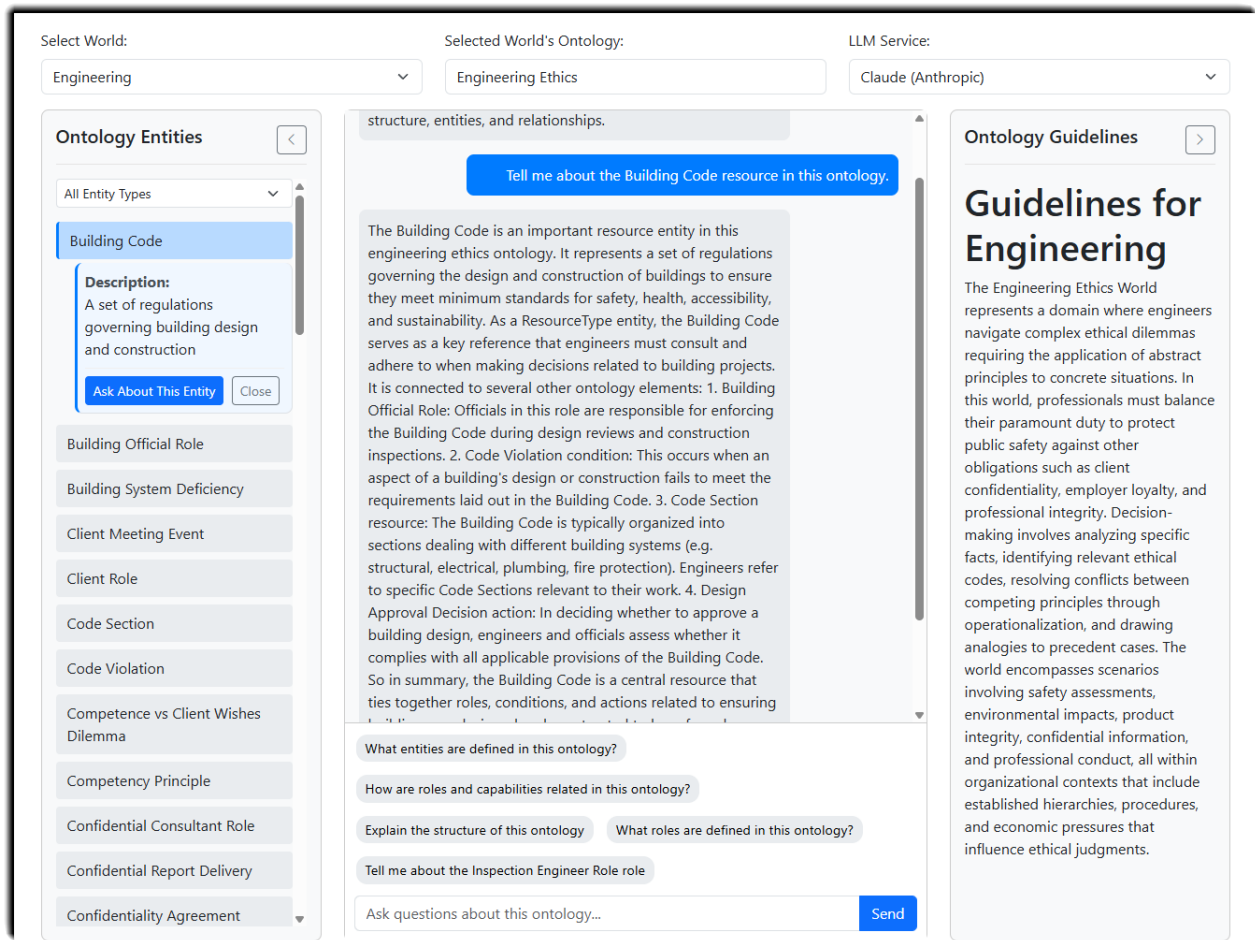 Select World:
Engineering
Selected World's Ontology:
Engineering Ethics
LLM Service:
Claude (Anthropic)
Ontology Entities
All Entity Types
Building Code
Description:
A set of regulations
governing building design
and construction
Ask About This Entity
Close
Building Official Role
Building System Deficiency
Client Meeting Event
Client Role
Code Section
Code Violation
Competence vs Client Wishes
Dilemma
Competency Principle
Confidential Consultant Role
Confidential Report Delivery
Confidentiality Agreement
structure, entities, and relationships.
Tell me about the Building Code resource in this ontology.
The Building Code is an important resource entity in this
engineering ethics ontology. It represents a set of regulations
governing the design and construction of buildings to ensure
they meet minimum standards for safety, health, accessibility,
and sustainability. As a ResourceType entity, the Building Code
serves as a key reference that engineers must consult and
adhere to when making decisions related to building projects.
It is connected to several other ontology elements: 1. Building
Official Role: Officials in this role are responsible for enforcing
the Building Code during design reviews and construction
inspections. 2. Code Violation condition: This occurs when an
aspect of a building's design or construction fails to meet the
requirements laid out in the Building Code. 3. Code Section
resource: The Building Code is typically organized into
sections dealing with different building systems (e.g.
structural, electrical, plumbing, fire protection). Engineers refer
to specific Code Sections relevant to their work. 4. Design
Approval Decision action: In deciding whether to approve a
building design, engineers and officials assess whether it
complies with all applicable provisions of the Building Code.
So in summary, the Building Code is a central resource that
ties together roles, conditions, and actions related to ensuring
What entities are defined in this ontology?
How are roles and capabilities related in this ontology?
Explain the structure of this ontology
What roles are defined in this ontology?
Tell me about the Inspection Engineer Role role
Ask questions about this ontology...
Send
Ontology Guidelines
Guidelines for
Engineering
The Engineering Ethics World
represents a domain where engineers
navigate complex ethical dilemmas
requiring the application of abstract
principles to concrete situations. In
this world, professionals must balance
their paramount duty to protect
public safety against other
obligations such as client
confidentiality, employer loyalty, and
professional integrity. Decision-
making involves analyzing specific
facts, identifying relevant ethical
codes, resolving conflicts between
competing principles through
operationalization, and drawing
analogies to precedent cases. The
world encompasses scenarios
involving safety assessments,
environmental impacts, product
integrity, confidential information,
and professional conduct, all within
organizational contexts that include
established hierarchies, procedures,
and economic pressures that
influence ethical judgments.